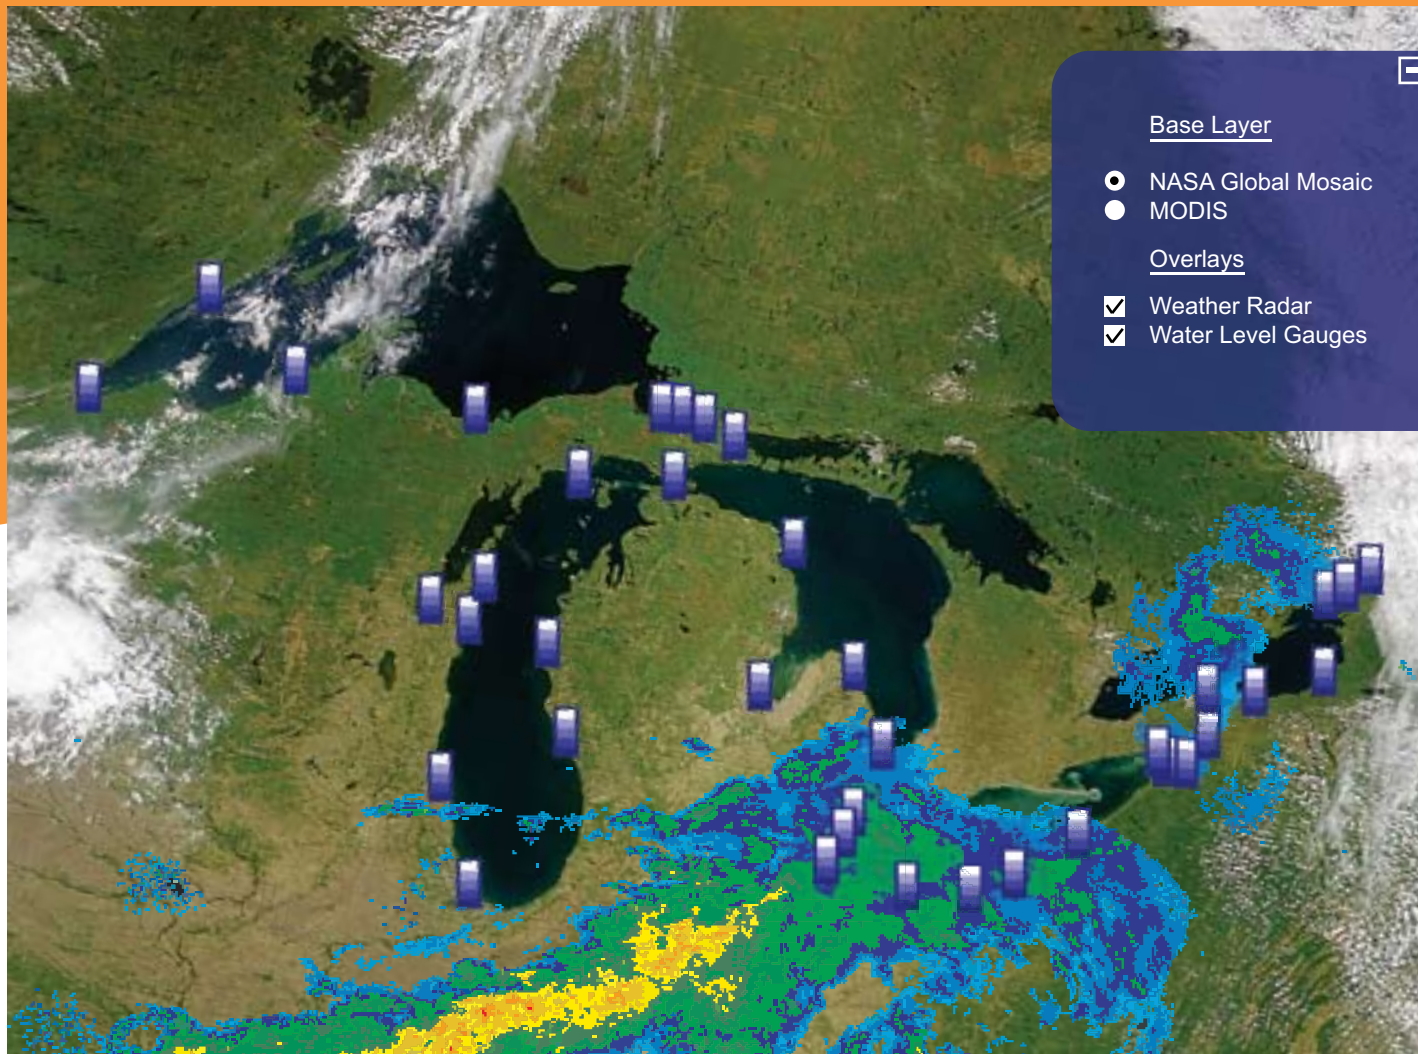 Base Layer
NASA Global Mosaic
MODIS
Overlays
Weather Radar
Water Level Gauges